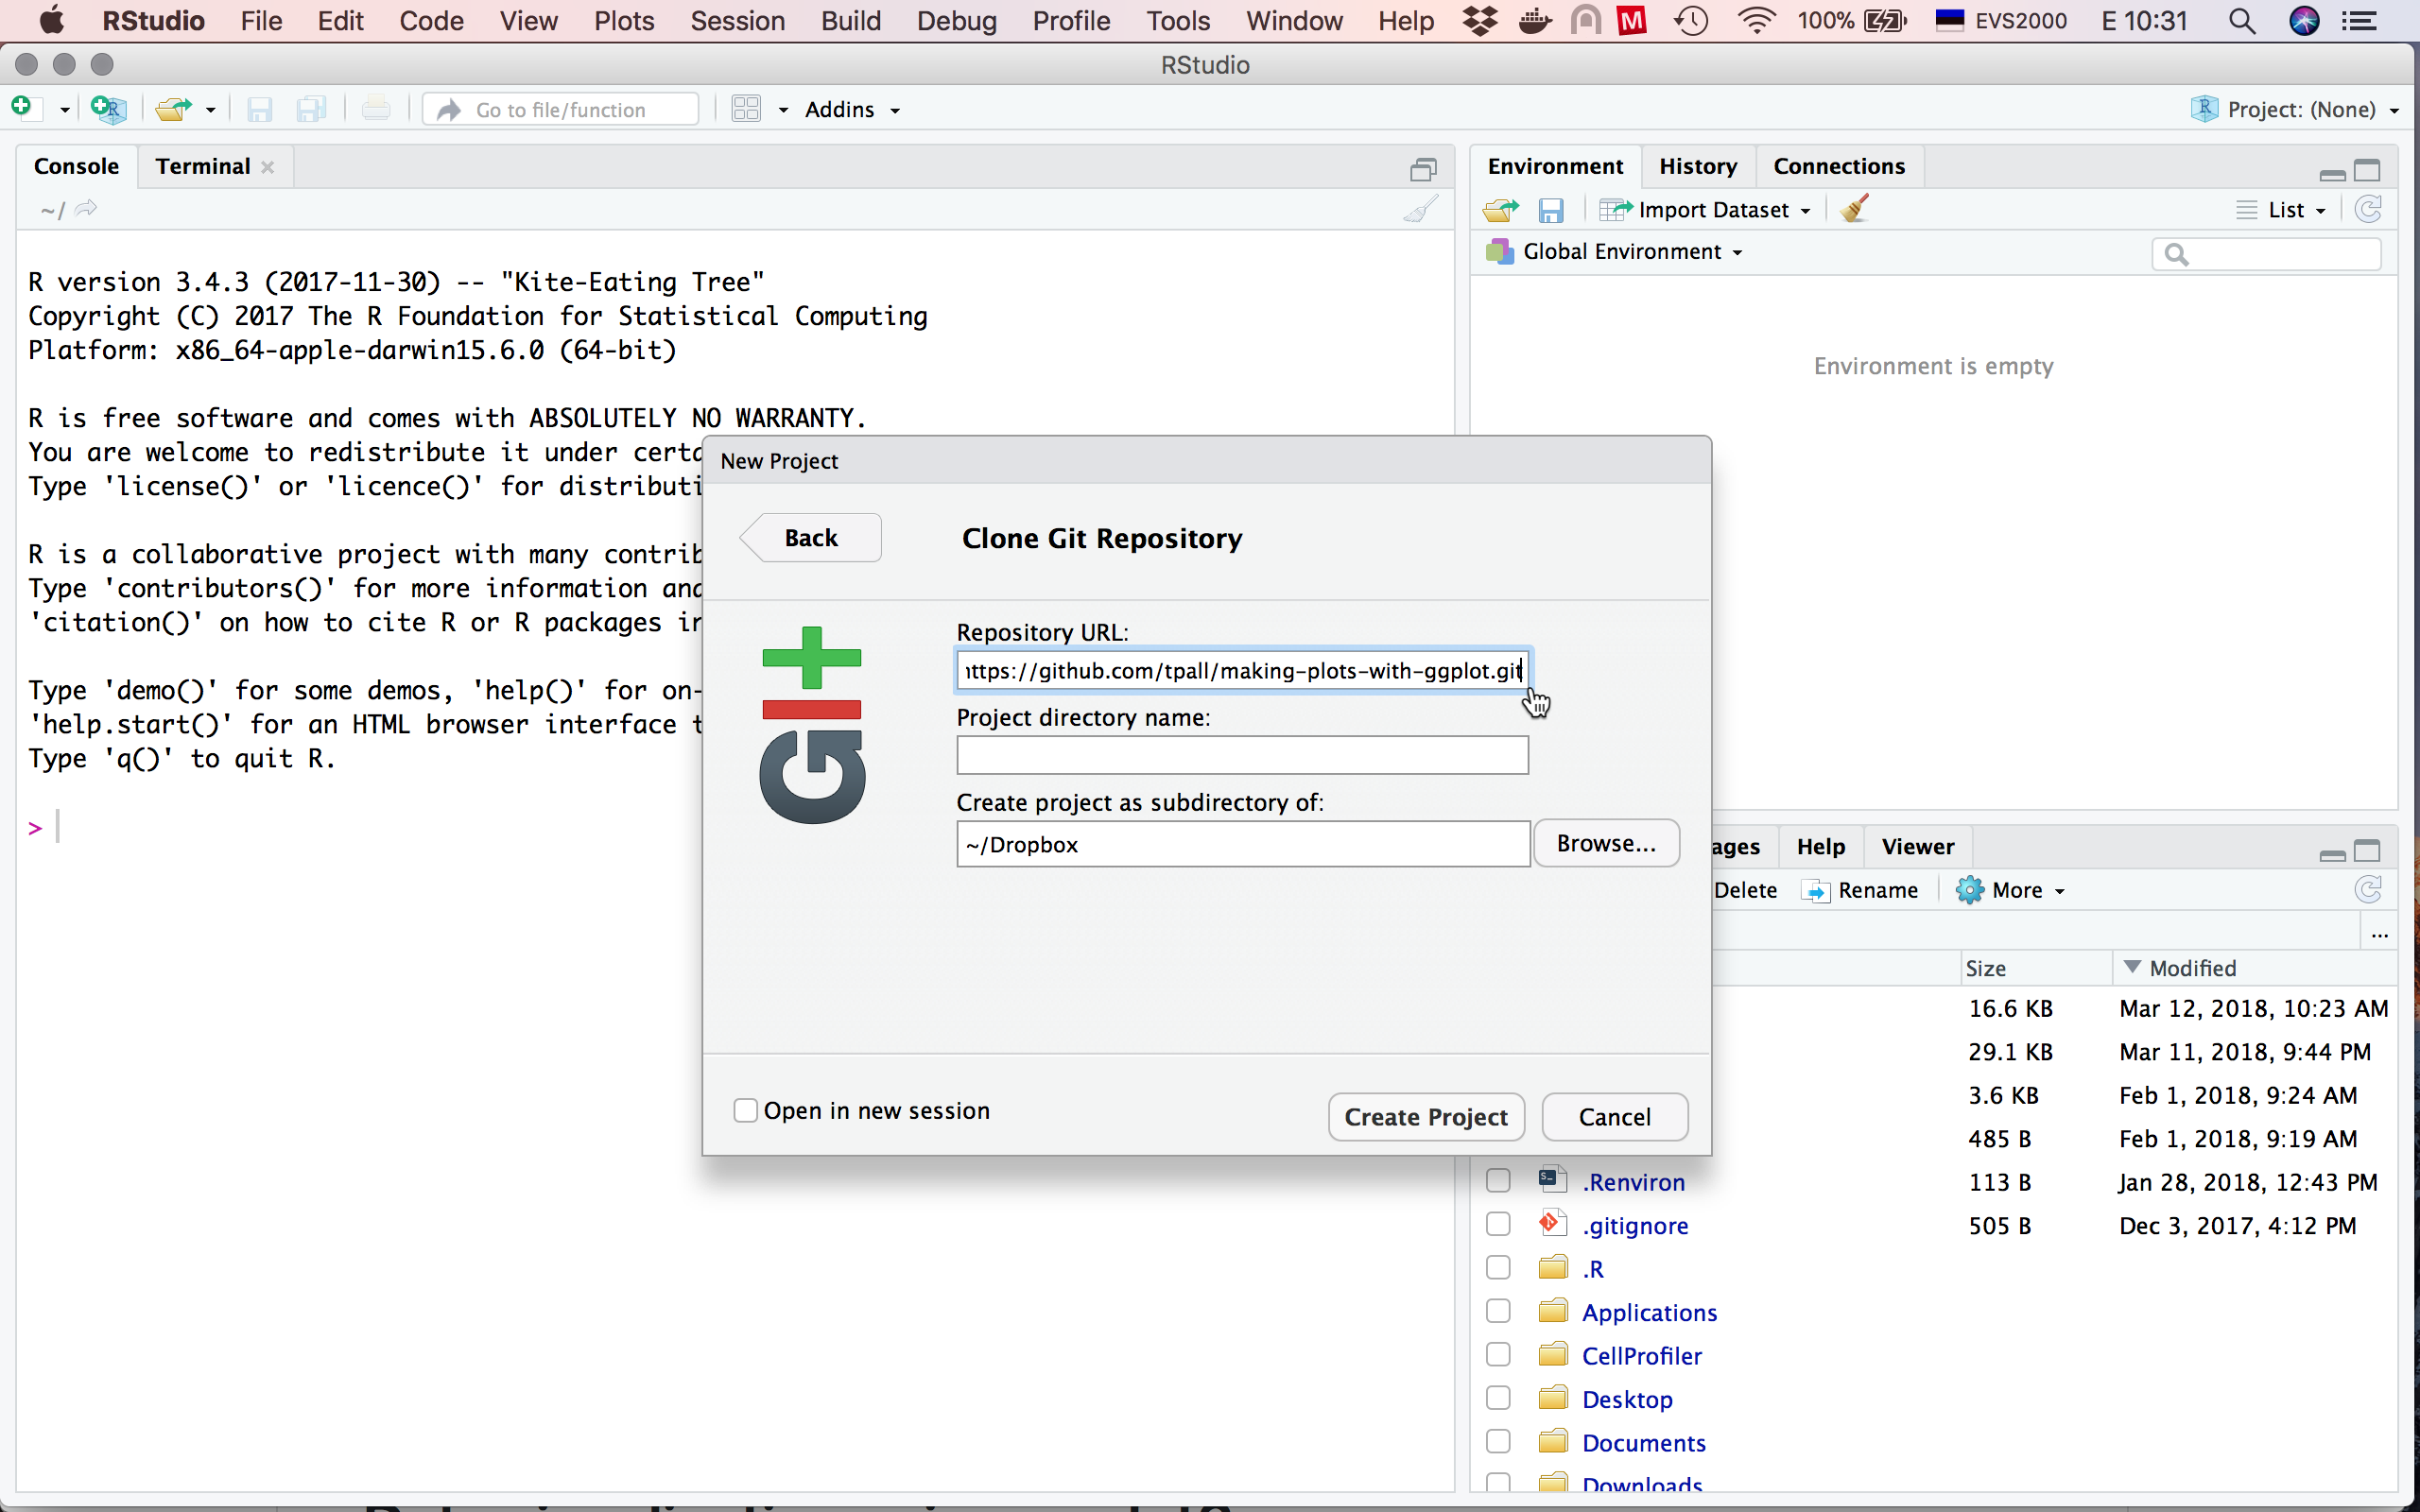 RStudio File Edit Code View Plots Session Build Debug Profile Tools Window Help 100% EVS2000 E 10:31
RStudio
Go to file/function Addins Project: (None)
Console Terminal
~/
R version 3.4.3 (2017-11-30) -- "Kite-Eating Tree"
Copyright (C) 2017 The R Foundation for Statistical Computing
Platform: x86_64-apple-darwin15.6.0 (64-bit)
R is free software and comes with ABSOLUTELY NO WARRANTY.
You are welcome to redistribute it under
Type 'license()' or 'licence()' for
R is a collaborative project with many
Type 'contributors()' for more information
'citation()' on how to cite R or R packages
Type 'demo()' for some demos, 'help()' for on-
'help.start()' for an HTML browser interface
Type 'q()' to quit R.
>
Environment History Connections
Import Dataset List
Global Environment
Environment is empty
New Project
Back Clone Git Repository
Git
Repository URL:
ttps://github.com/tpall/making-plots-with-ggplot.git
Project directory name:
Create project as subdirectory of:
~/Dropbox Browse...
Open in new session Create Project Cancel
ages Help Viewer
Delete Rename More
...
Size Modified
16.6 KB Mar 12, 2018, 10:23 AM
29.1 KB Mar 11, 2018, 9:44 PM
3.6 KB Feb 1, 2018, 9:24 AM
485 B Feb 1, 2018, 9:19 AM
.Renviron 113 B Jan 28, 2018, 12:43 PM
.gitignore 505 B Dec 3, 2017, 4:12 PM
.R
Applications
CellProfiler
Desktop
Documents
Downloads